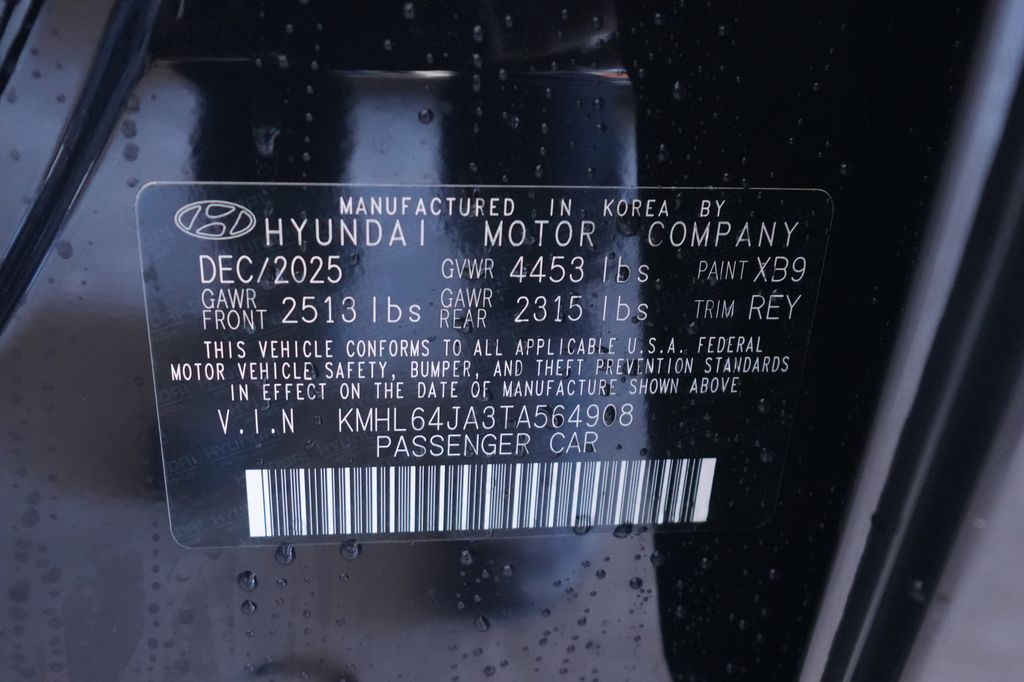 MANUFACTURED IN KOREA BY
HYUNDAI MOTOR COMPANY
DEC/2025 GVWR 4453 lbs PAINT XB9
GAWR FRONT 2513 lbs GAWR REAR 2315 lbs TRIM REY
THIS VEHICLE CONFORMS TO ALL APPLICABLE U.S.A. FEDERAL
MOTOR VEHICLE SAFETY, BUMPER, AND THEFT PREVENTION STANDARDS
IN EFFECT ON THE DATE OF MANUFACTURE SHOWN ABOVE
V.I.N KMHL64JA3TA564908
PASSENGER CAR